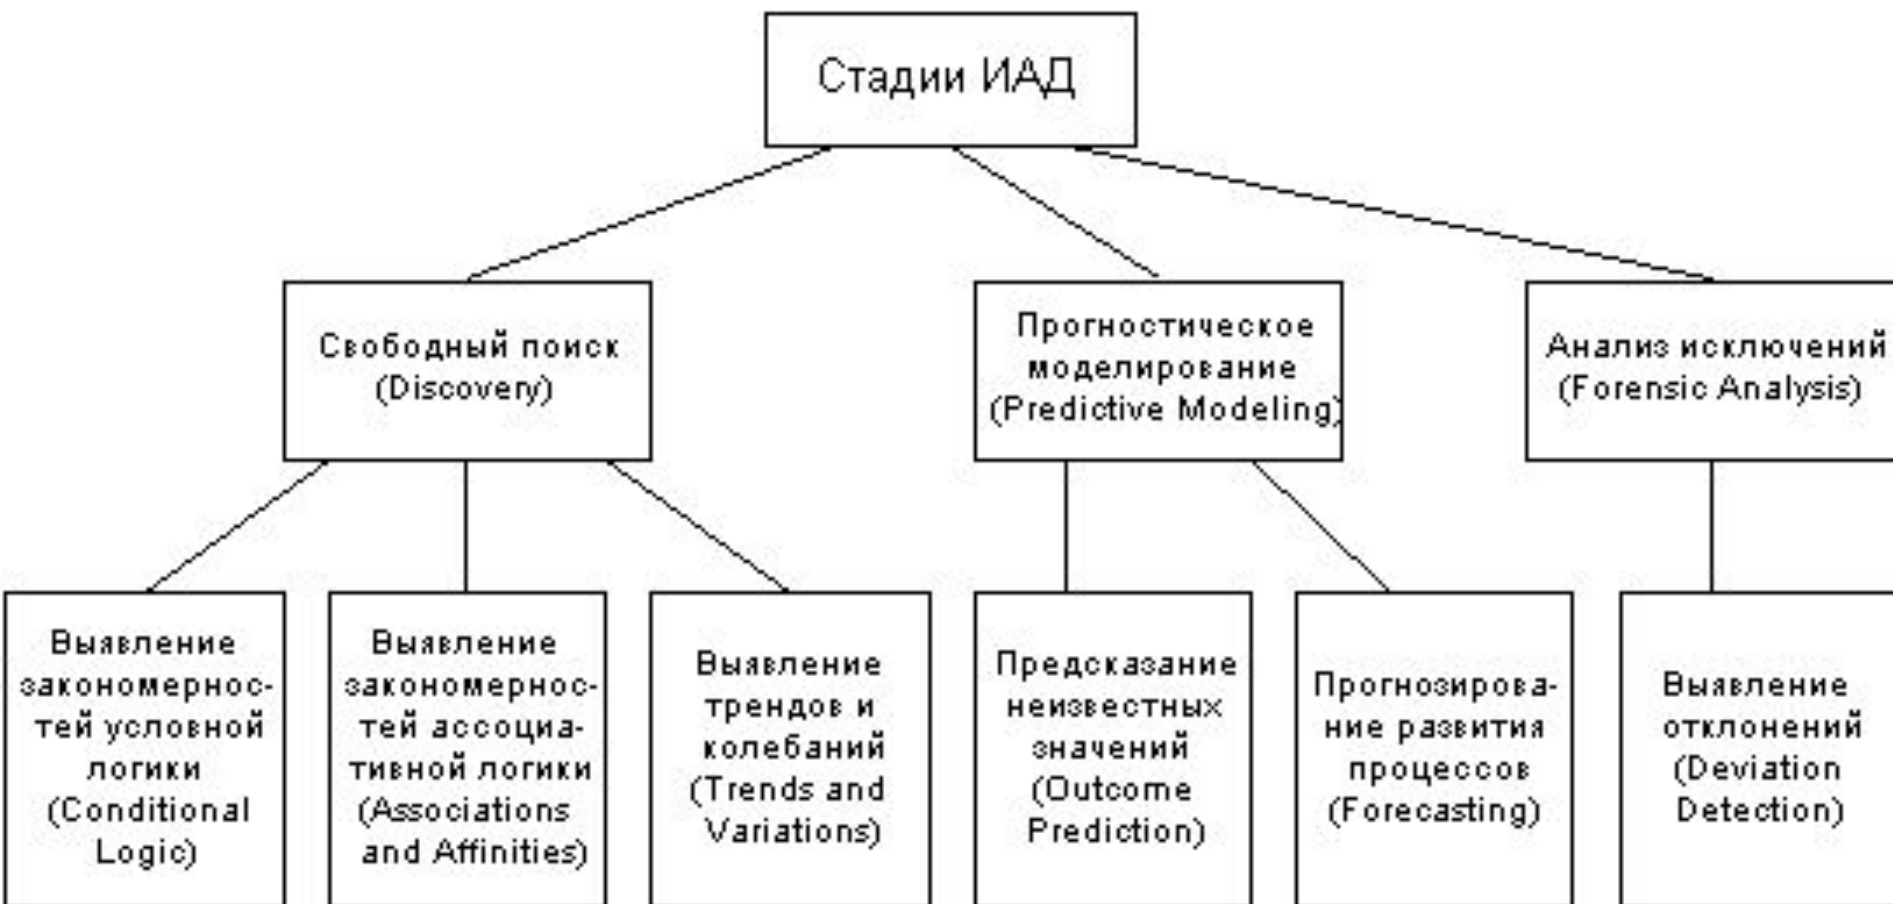 Стадии ИАД
Свободный поиск
(Discovery)
Прогностическое
моделирование
(Predictive Modeling)
Анализ исключений
(Forensic Analysis)
Выявление
закономернос-
тей условной
логики
(Conditional
Logic)
Выявление
закономернос-
тей ассоциа-
тивной логики
(Associations
and Affinities)
Выявление
трендов и
колебаний
(Trends and
Variations)
Предсказание
неизвестных
значений
(Outcome
Prediction)
Прогнозирова-
ние развития
процессов
(Forecasting)
Выявление
отклонений
(Deviation
Detection)